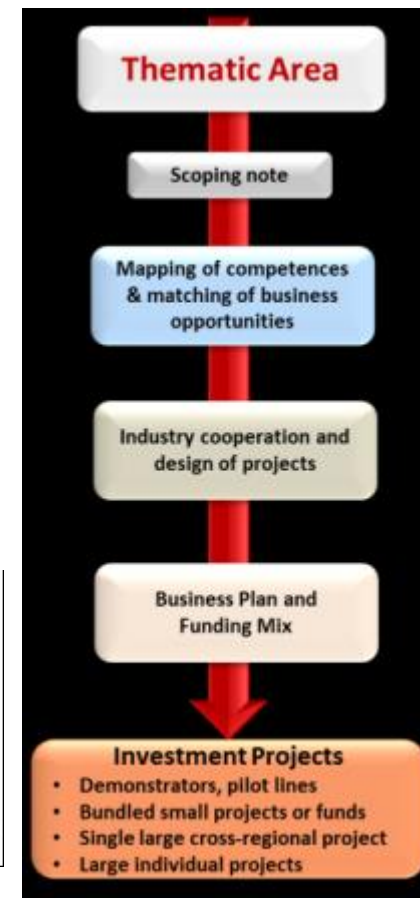 Thematic Area
Scoping note
Mapping of competences
& matching of business
opportunities
Industry cooperation and
design of projects
Business Plan and
Funding Mix
Investment Projects
• Demonstrators, pilot lines
• Bundled small projects or funds
• Single large cross-regional project
• Large individual projects